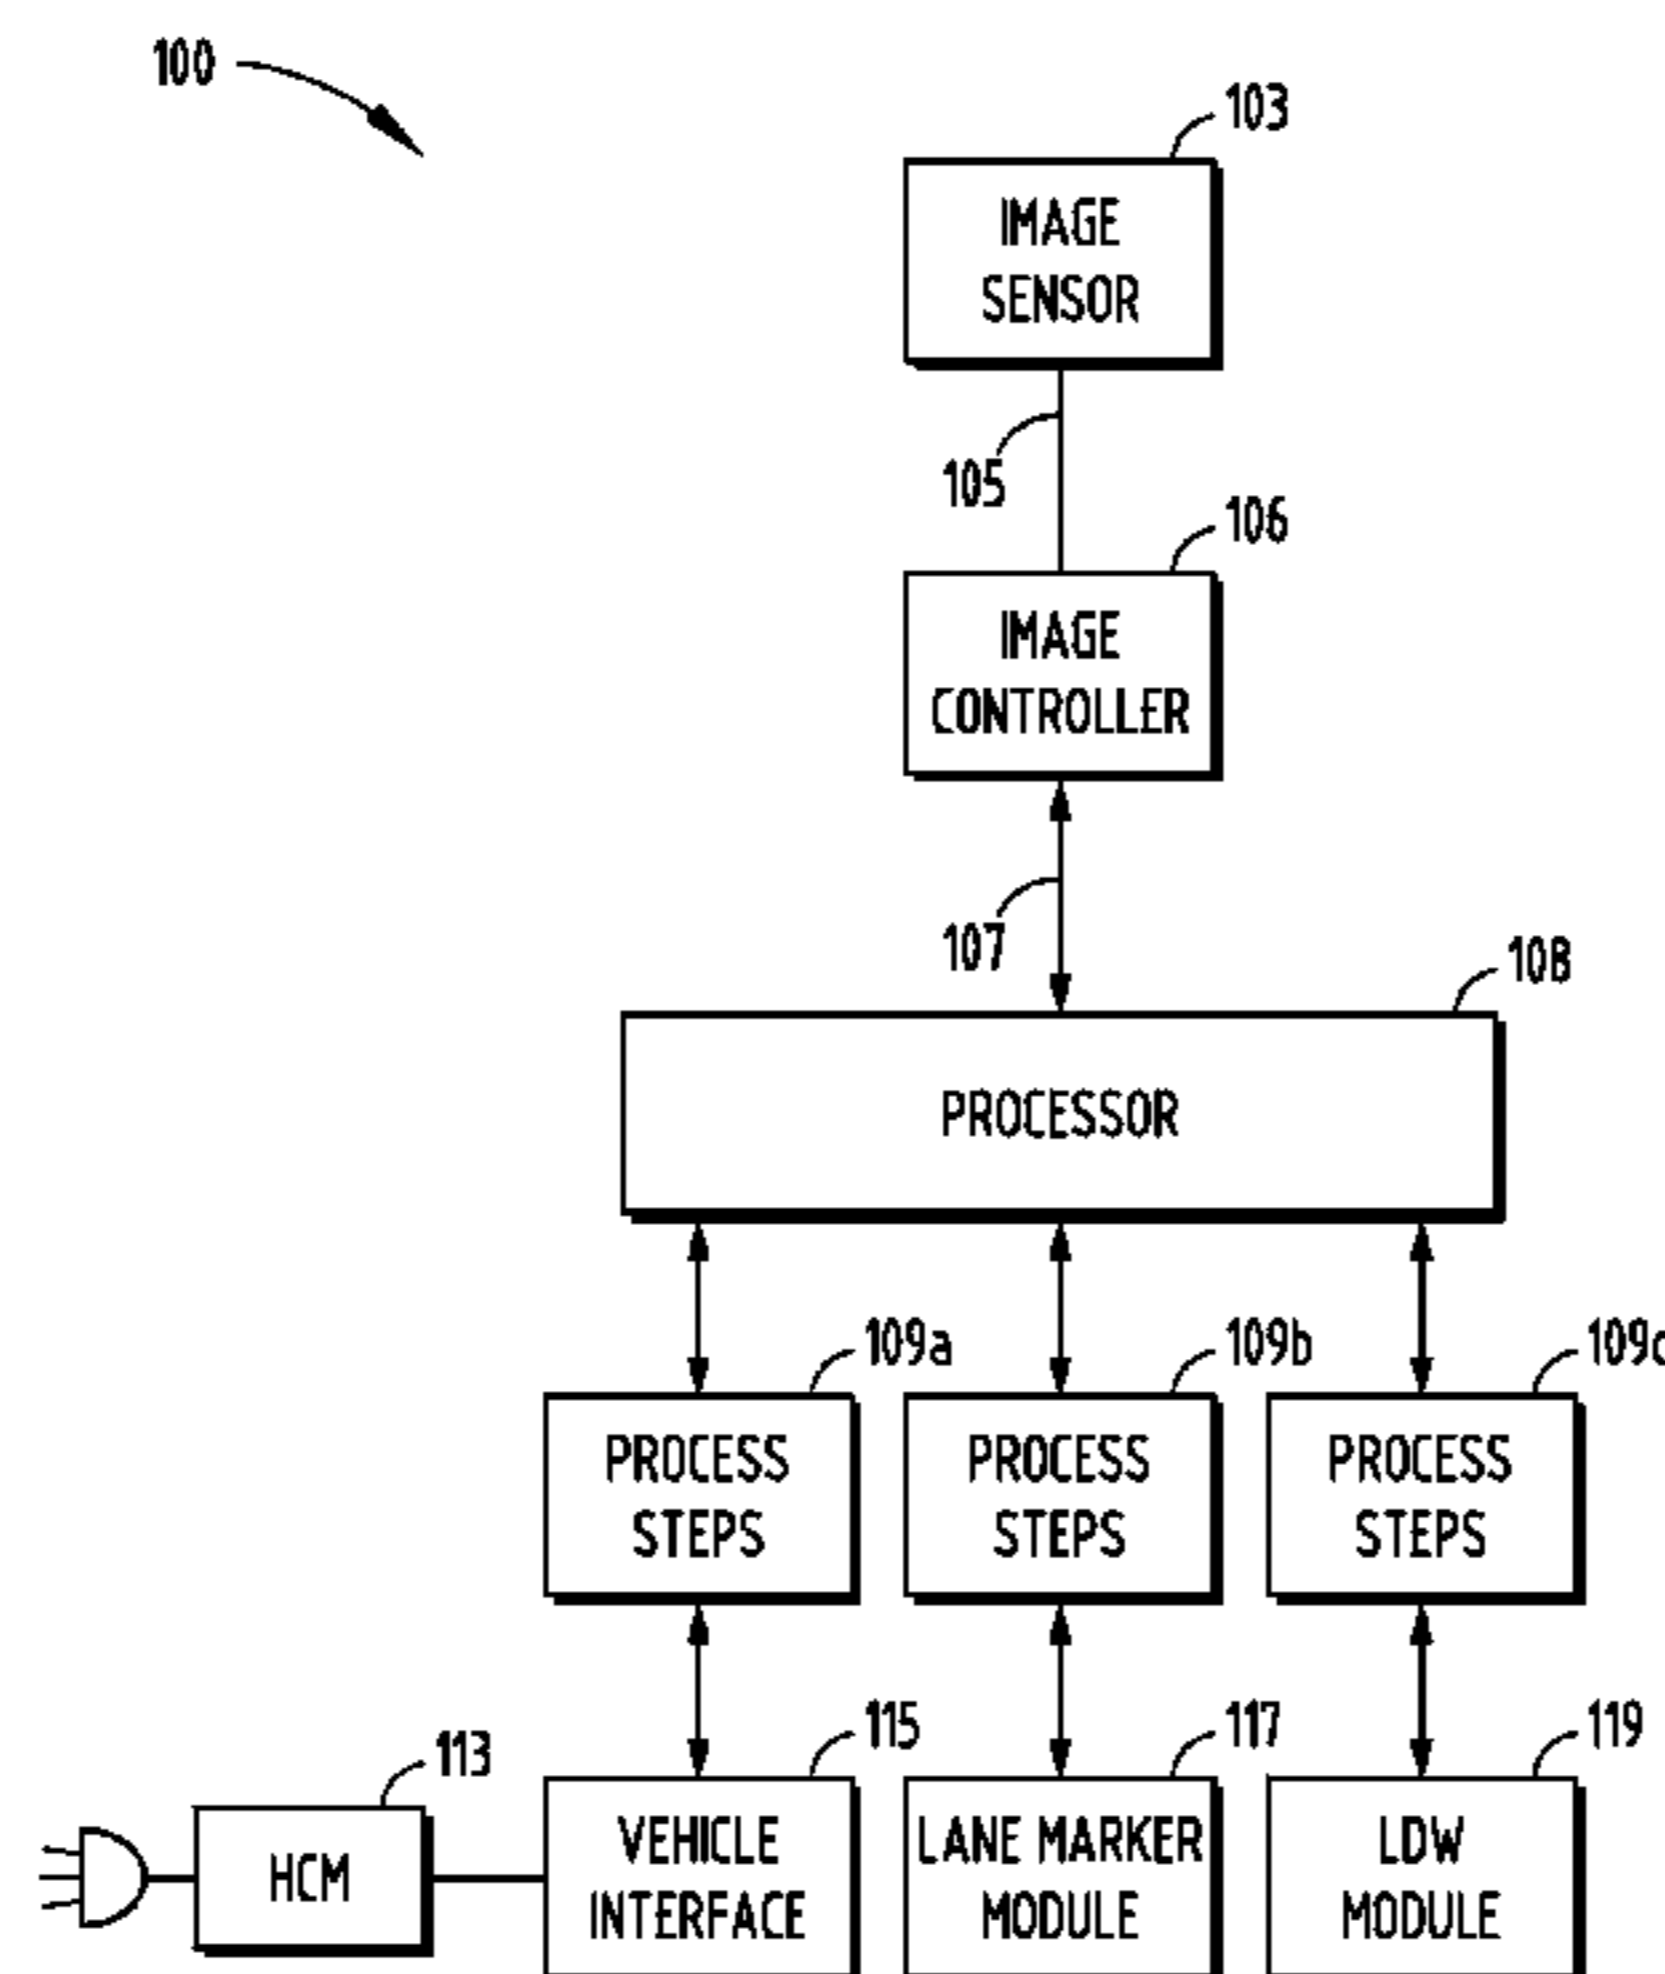 100
103
IMAGE
SENSOR
105
106
IMAGE
CONTROLLER
107
108
PROCESSOR
109a
109b
109c
PROCESS
STEPS
PROCESS
STEPS
PROCESS
STEPS
113
115
117
119
HCM
VEHICLE
INTERFACE
LANE MARKER
MODULE
LDW
MODULE